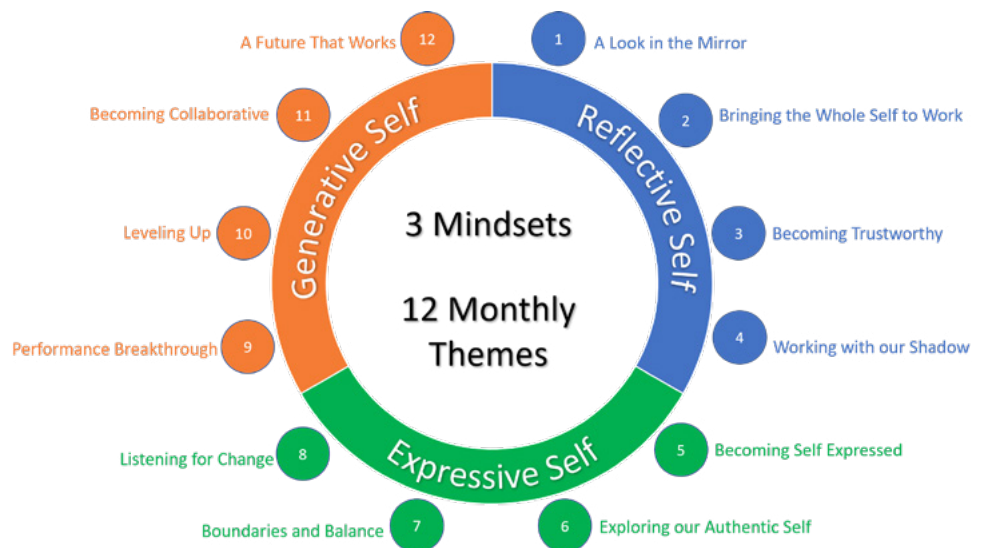 12
A Future That Works
1
A Look in the Mirror
11
Becoming Collaborative
2
Bringing the Whole Self to Work
10
Leveling Up
3
Becoming Trustworthy
9
Performance Breakthrough
4
Working with our Shadow
8
Listening for Change
5
Becoming Self Expressed
7
Boundaries and Balance
6
Exploring our Authentic Self
Generative Self
Reflective Self
Expressive Self
3 Mindsets
12 Monthly
Themes